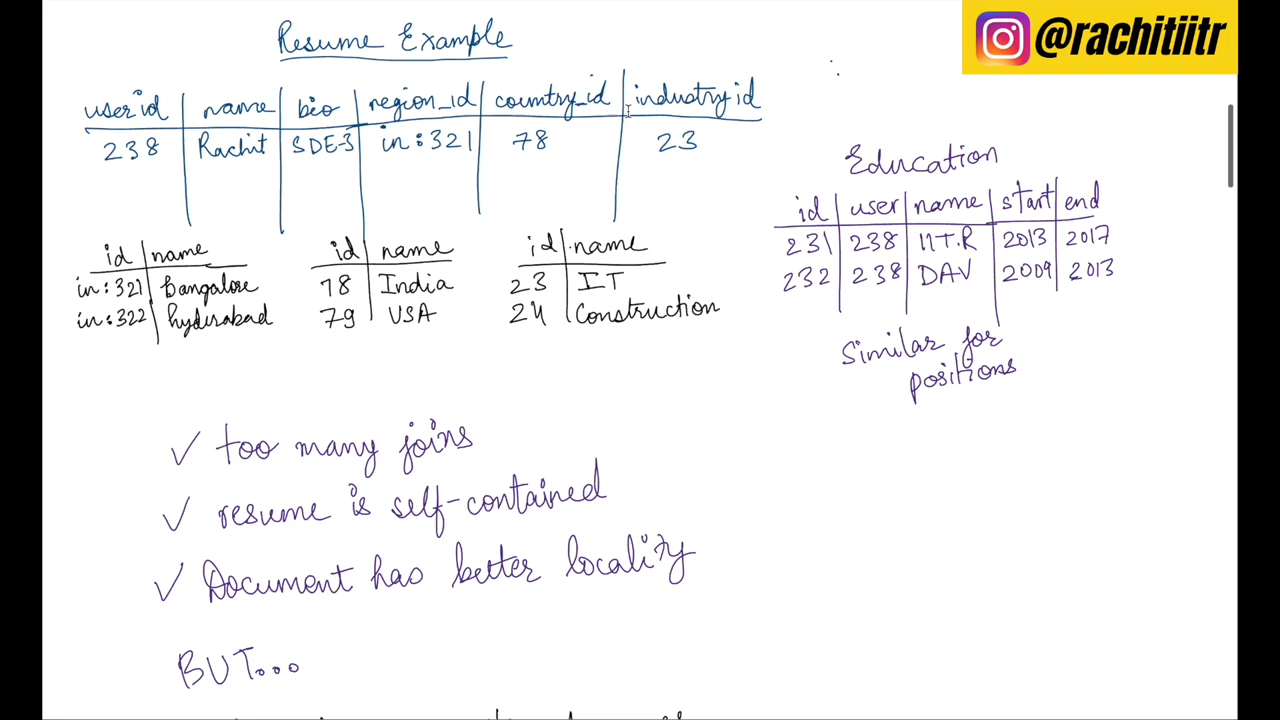 @rachitiitr
Resume Example
userid name bio region_id country_id industryid
238 Rachit SDE-3 in:321 78 23
id name
in:321 Bangalore
in:322 hyderabad
id name
78 India
79 USA
id name
23 IT
24 Construction
Education
id user name start end
231 238 IIT.R 2013 2017
232 238 DAV 2009 2013
Similar for
positions
✓ too many joins
✓ resume is self-contained
✓ Document has better locality
BUT...